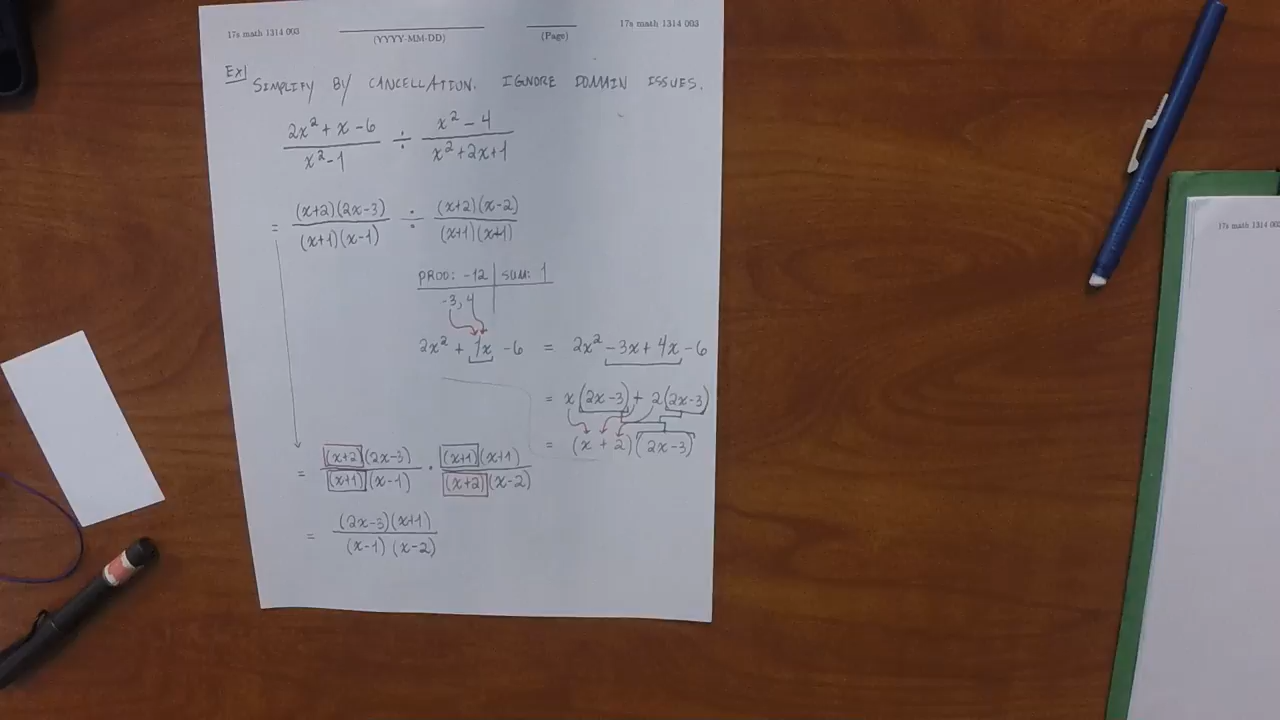 17s math 1314 003 (YYYY-MM-DD) (Page) 17s math 1314 003
Ex) SIMPLIFY BY CANCELLATION. IGNORE DOMAIN ISSUES.
(2x² + x - 6)/(x² - 1) ÷ (x² - 4)/(x² + 2x + 1)
= ((x+2)(2x-3))/((x+1)(x-1)) ÷ ((x+2)(x-2))/((x+1)(x+1))
PROD: -12 | SUM: 1
-3, 4
2x² + 1x - 6 = 2x² - 3x + 4x - 6
= x(2x-3) + 2(2x-3)
= (x + 2)(2x-3)
= ((x+2)(2x-3))/((x+1)(x-1)) · ((x+1)(x+1))/((x+2)(x-2))
= ((2x-3)(x+1))/((x-1)(x-2))
17s math 1314 003